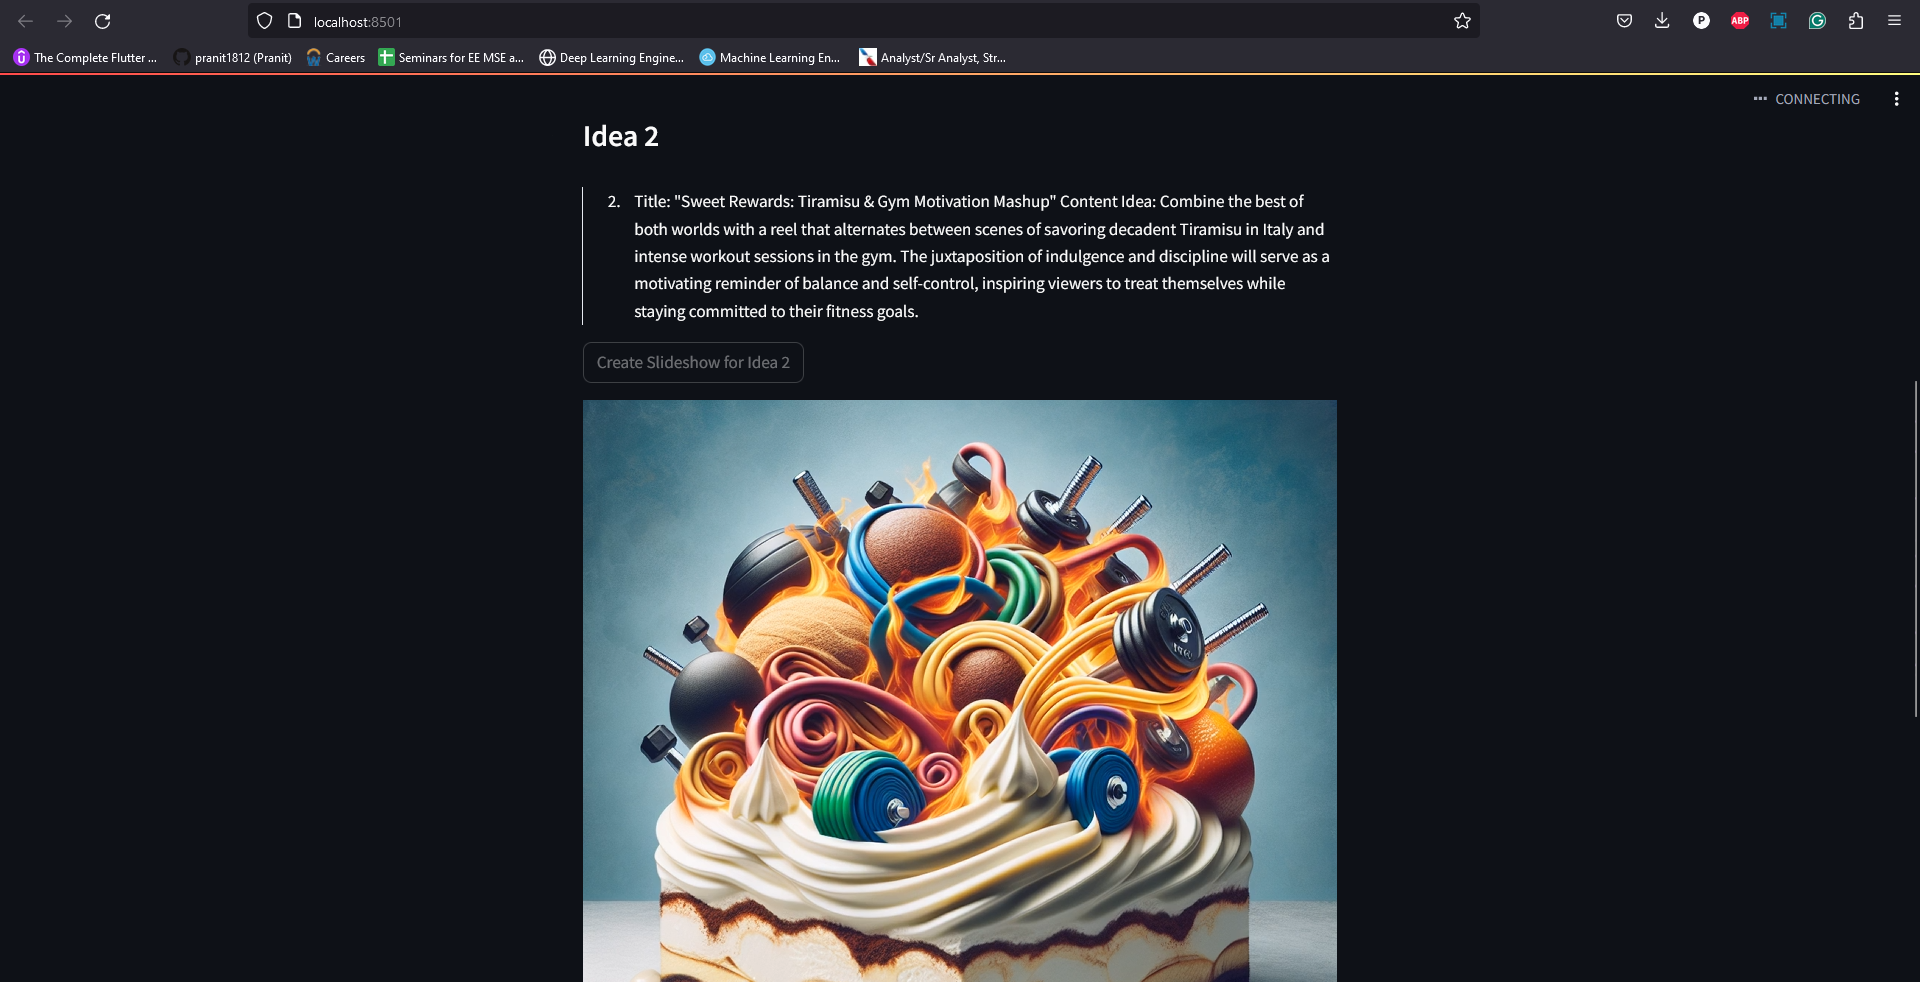 localhost:8501
P
ABP
The Complete Flutter ...
pranit1812 (Pranit)
Careers
Seminars for EE MSE a...
Deep Learning Engine...
Machine Learning En...
Analyst/Sr Analyst, Str...
CONNECTING
Idea 2
2. Title: "Sweet Rewards: Tiramisu & Gym Motivation Mashup" Content Idea: Combine the best of
both worlds with a reel that alternates between scenes of savoring decadent Tiramisu in Italy and
intense workout sessions in the gym. The juxtaposition of indulgence and discipline will serve as a
motivating reminder of balance and self-control, inspiring viewers to treat themselves while
staying committed to their fitness goals.
Create Slideshow for Idea 2